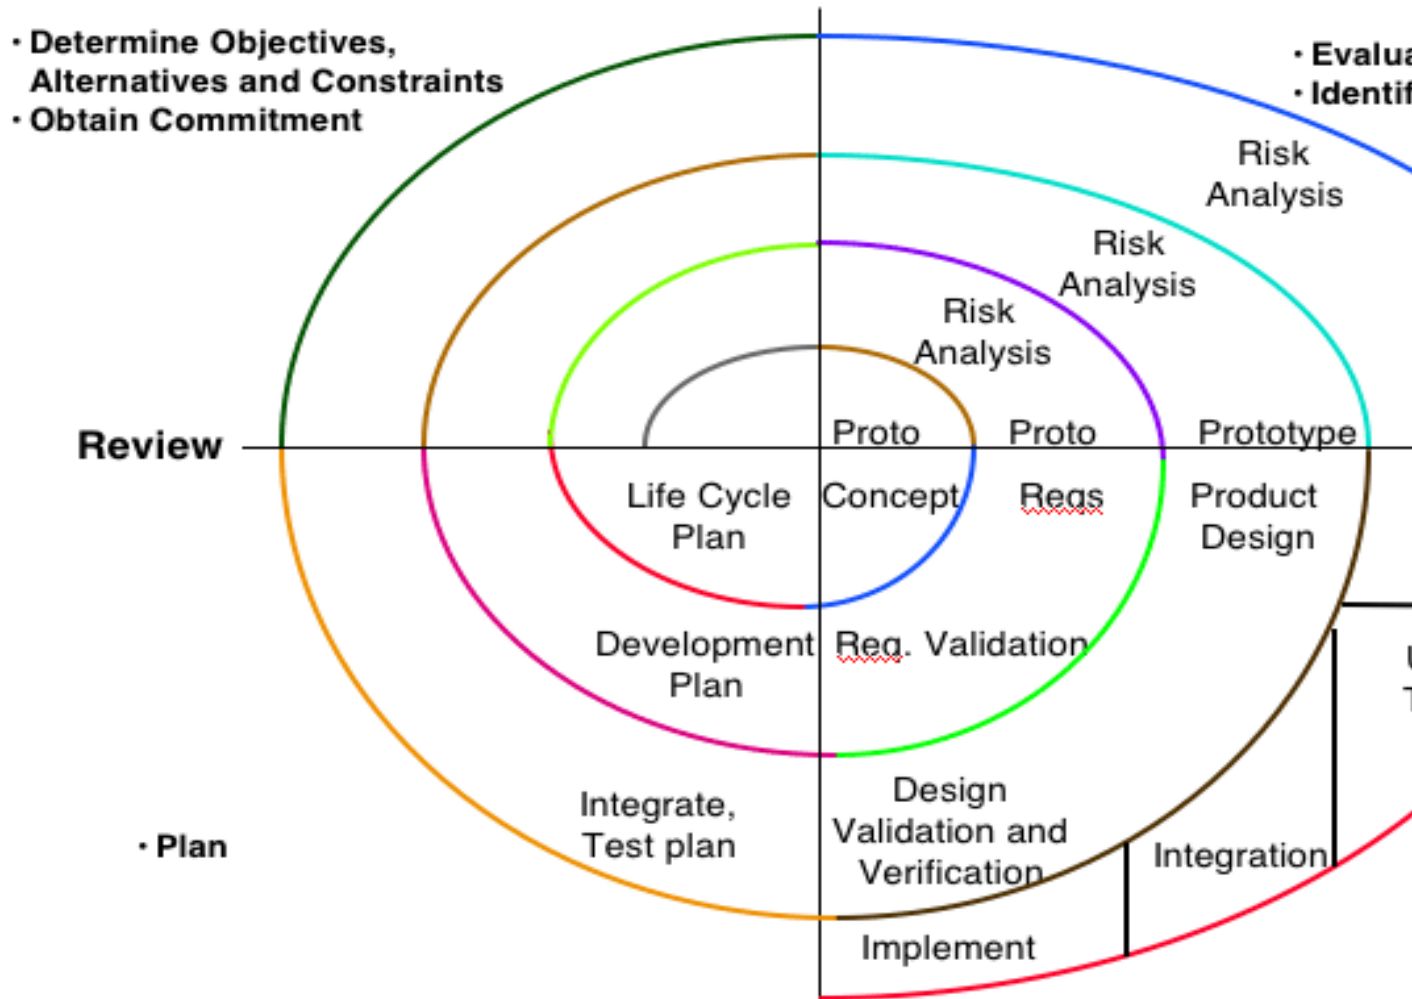 · Determine Objectives,
Alternatives and Constraints
· Obtain Commitment
· Evalua
· Identif
Risk
Analysis
Risk
Analysis
Risk
Analysis
Review
Proto
Proto
Prototype
Life Cycle
Plan
Concept
Reqs
Product
Design
Development
Plan
Req. Validation
U
T
Integrate,
Test plan
Design
Validation and
Verification
· Plan
Integration
Implement